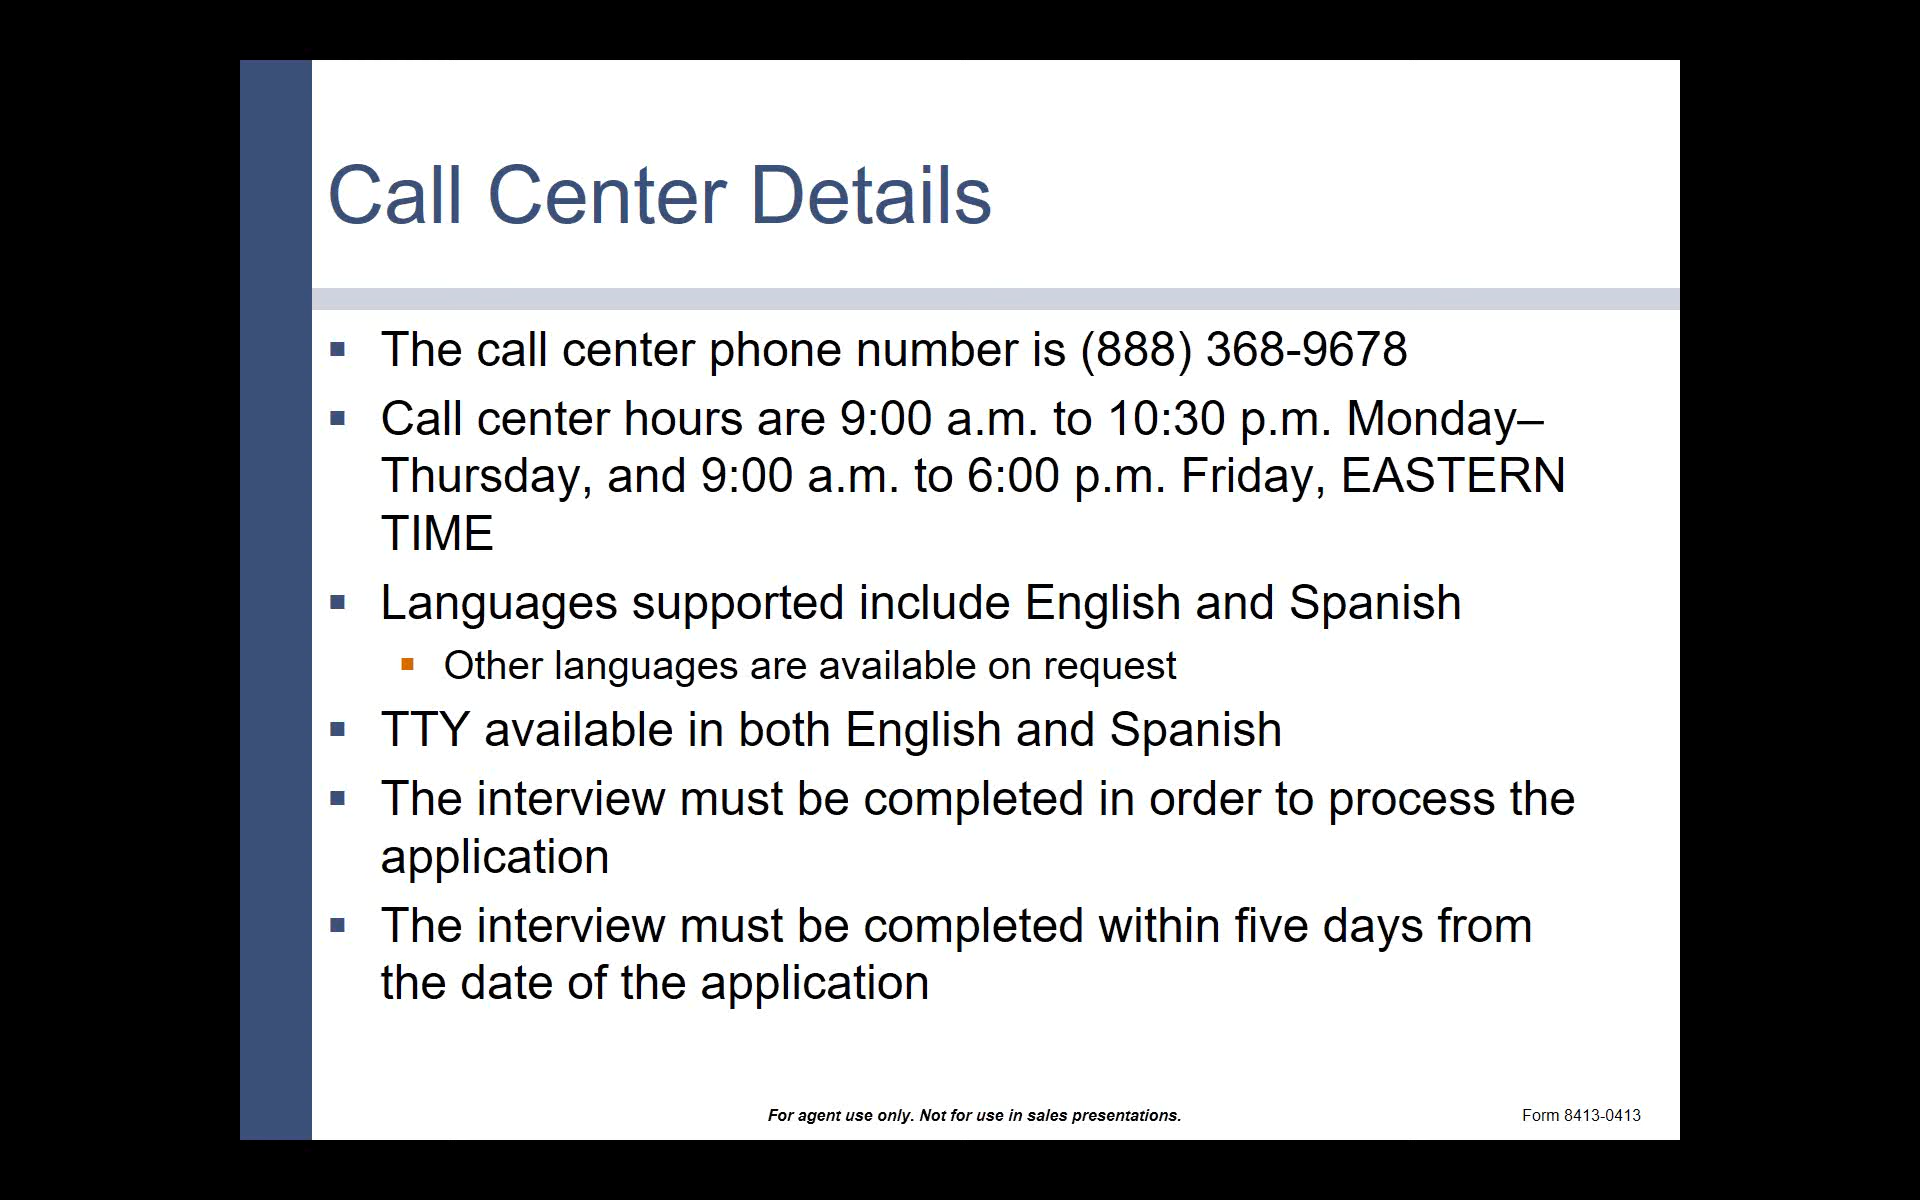 Call Center Details
▪ The call center phone number is (888) 368-9678
▪ Call center hours are 9:00 a.m. to 10:30 p.m. Monday–
Thursday, and 9:00 a.m. to 6:00 p.m. Friday, EASTERN
TIME
▪ Languages supported include English and Spanish
▪ Other languages are available on request
▪ TTY available in both English and Spanish
▪ The interview must be completed in order to process the
application
▪ The interview must be completed within five days from
the date of the application
For agent use only. Not for use in sales presentations.
Form 8413-0413